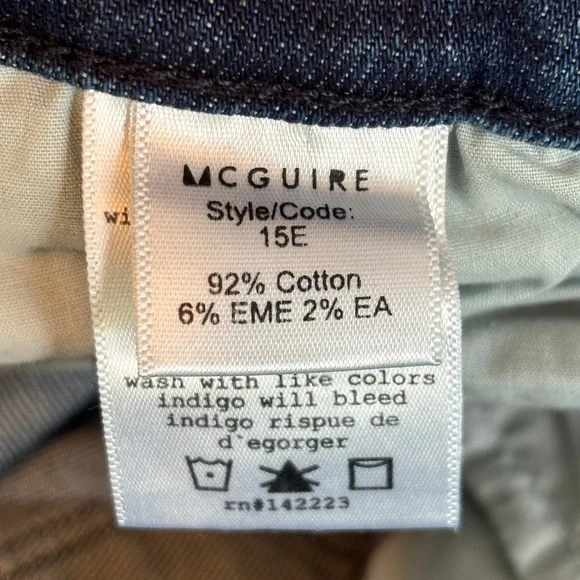 MCGUIRE
Style/Code:
15E
92% Cotton
6% EME 2% EA
wi
wash with like colors
indigo will bleed
indigo rispue de
d`egorger
rn#142223